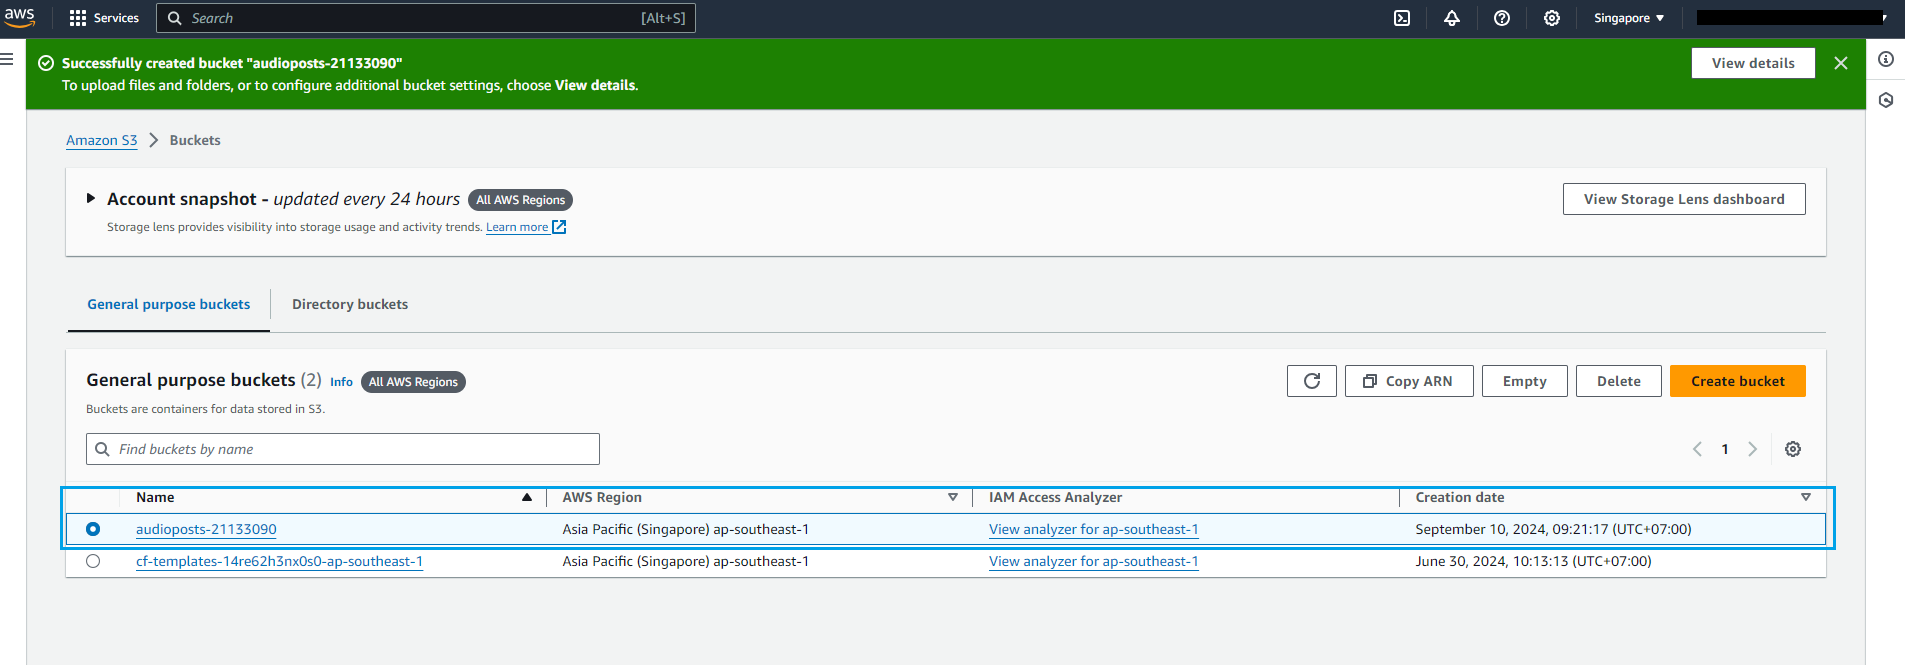 aws Services Search [Alt+S] Singapore
Successfully created bucket "audioposts-21133090"
To upload files and folders, or to configure additional bucket settings, choose View details.
View details
Amazon S3 Buckets
Account snapshot - updated every 24 hours All AWS Regions
Storage lens provides visibility into storage usage and activity trends. Learn more
View Storage Lens dashboard
General purpose buckets Directory buckets
General purpose buckets (2) Info All AWS Regions
Buckets are containers for data stored in S3.
Copy ARN Empty Delete Create bucket
Find buckets by name
1
Name AWS Region IAM Access Analyzer Creation date
audioposts-21133090 Asia Pacific (Singapore) ap-southeast-1 View analyzer for ap-southeast-1 September 10, 2024, 09:21:17 (UTC+07:00)
cf-templates-14re62h3nx0s0-ap-southeast-1 Asia Pacific (Singapore) ap-southeast-1 View analyzer for ap-southeast-1 June 30, 2024, 10:13:13 (UTC+07:00)